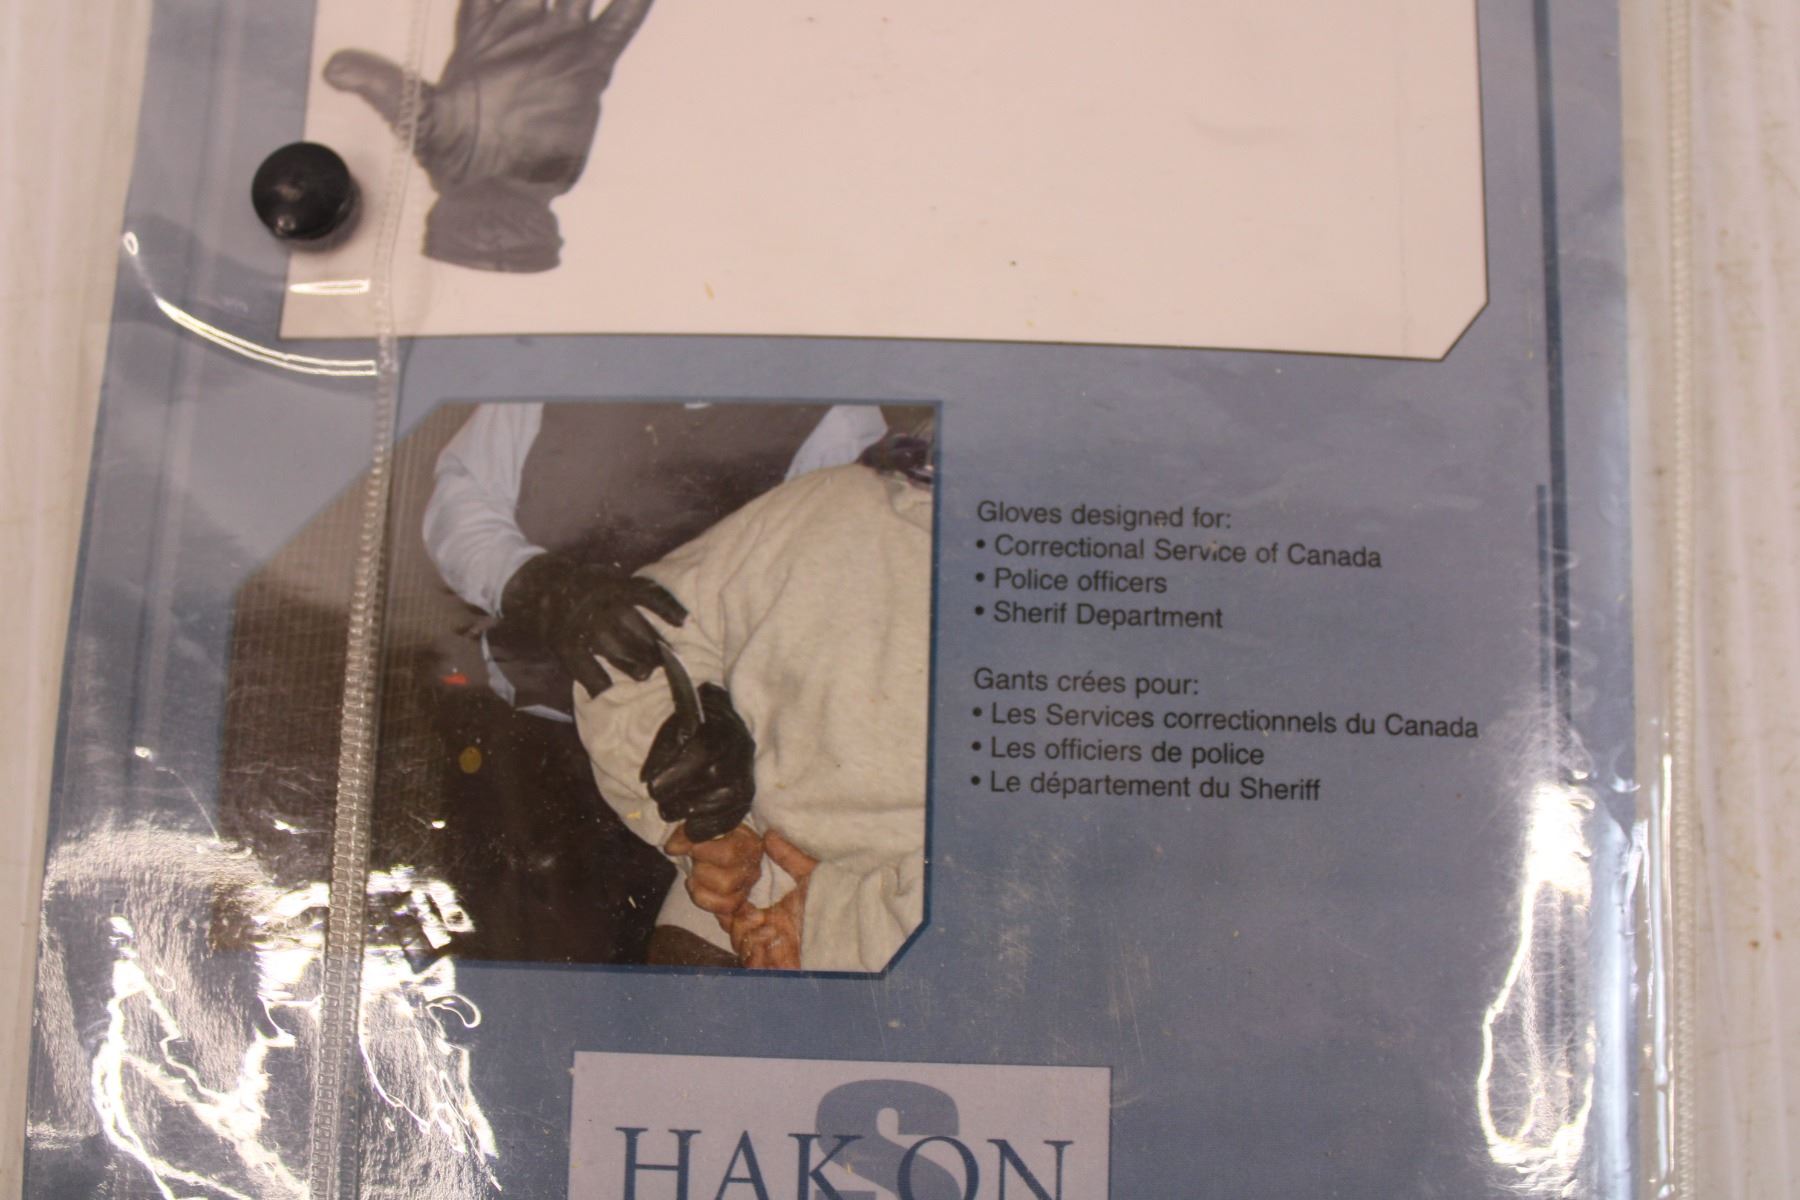 Gloves designed for:
• Correctional Service of Canada
• Police officers
• Sherif Department
Gants crées pour:
• Les Services correctionnels du Canada
• Les officiers de police
• Le département du Sheriff
HAKSON